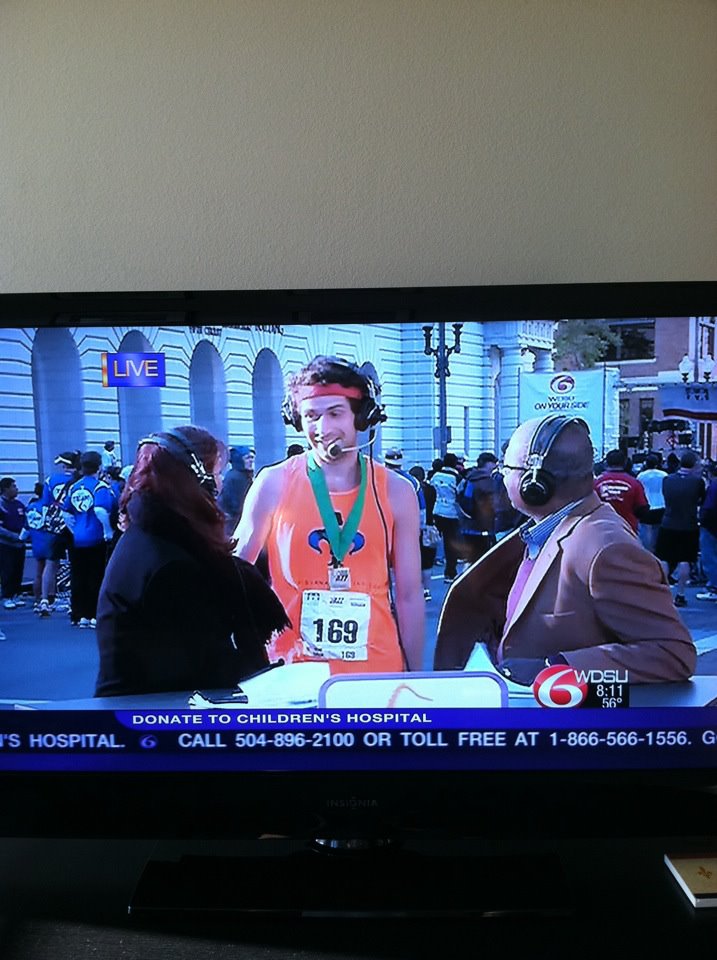 LIVE
6
ON YOUR SIDE
169
169
6 WDSU
8:11
56°
DONATE TO CHILDREN'S HOSPITAL
'S HOSPITAL. 6 CALL 504-896-2100 OR TOLL FREE AT 1-866-566-1556. G
INSIGNIA